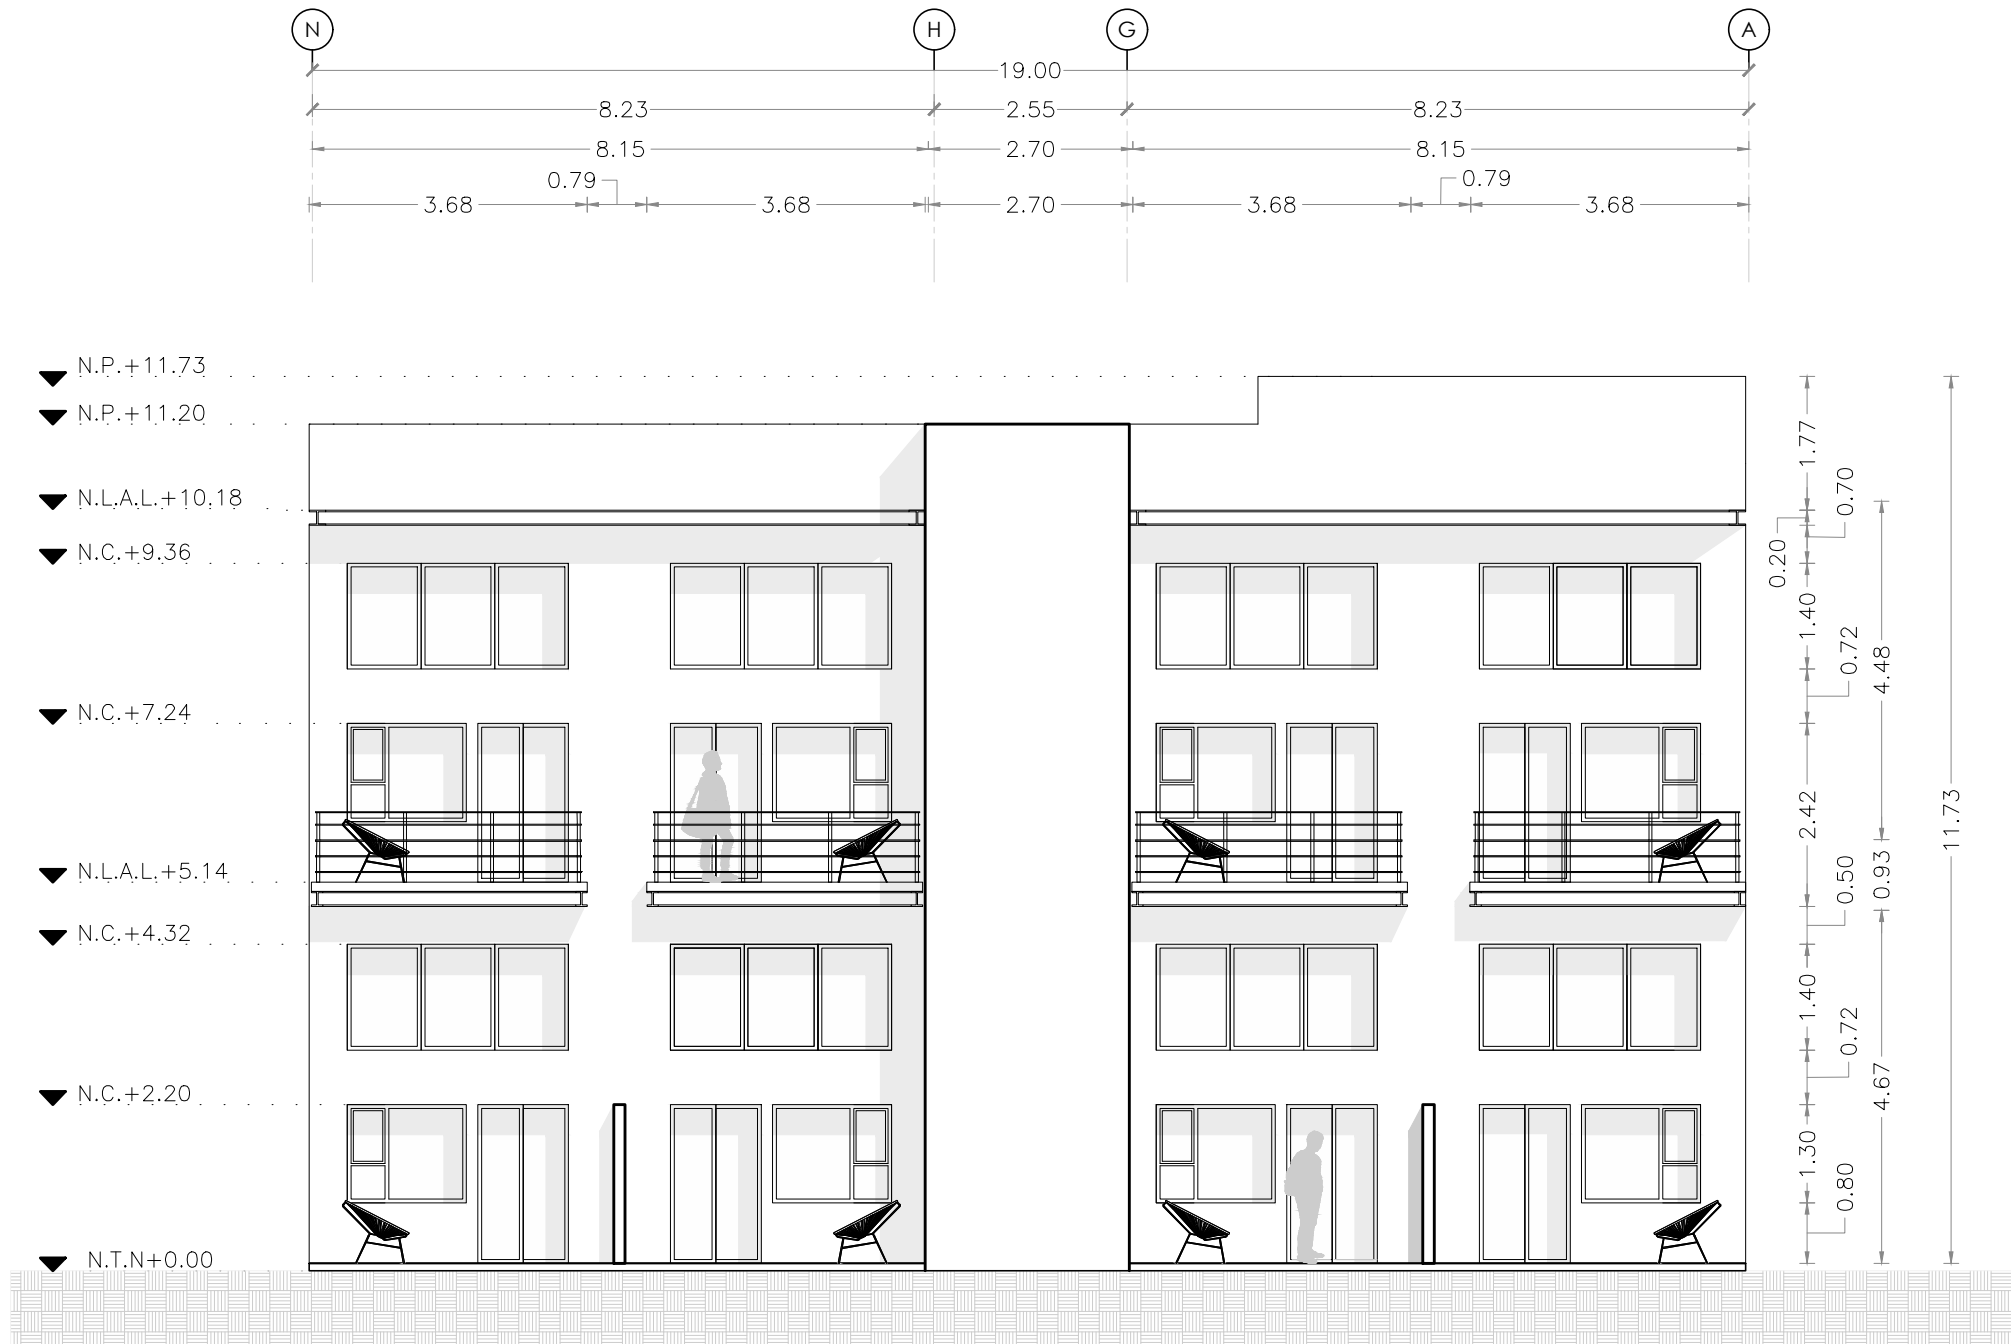 N H G A
19.00
8.23 2.55 8.23
8.15 2.70 8.15
0.79 0.79
3.68 3.68 2.70 3.68 3.68
N.P.+11.73
N.P.+11.20
N.L.A.L.+10.18
N.C.+9.36
N.C.+7.24
N.L.A.L.+5.14
N.C.+4.32
N.C.+2.20
N.T.N+0.00
1.77
0.70
0.20
1.40
0.72
4.48
2.42
11.73
0.50
0.93
1.40
0.72
4.67
1.30
0.80